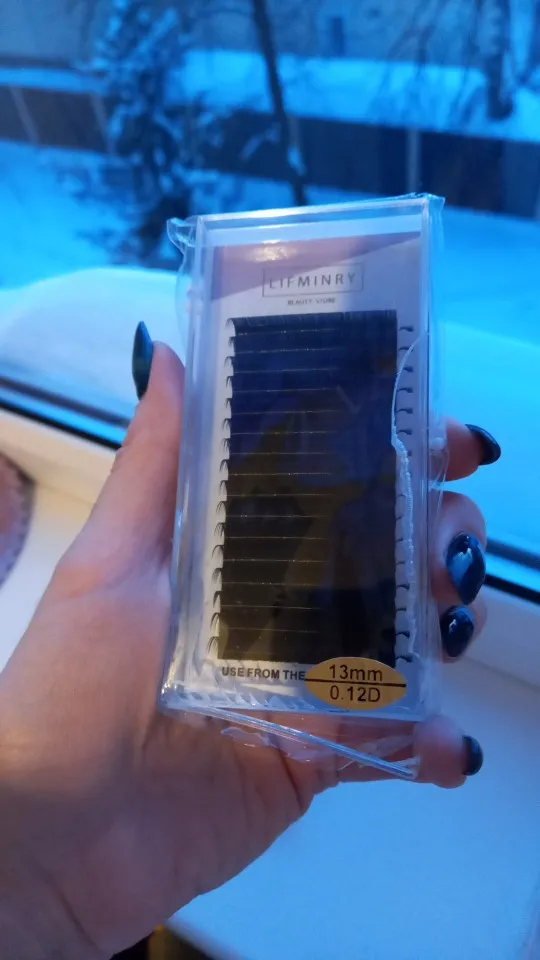 LIFMINRY
BEAUTY STORE
USE FROM THE
13mm
0.12D